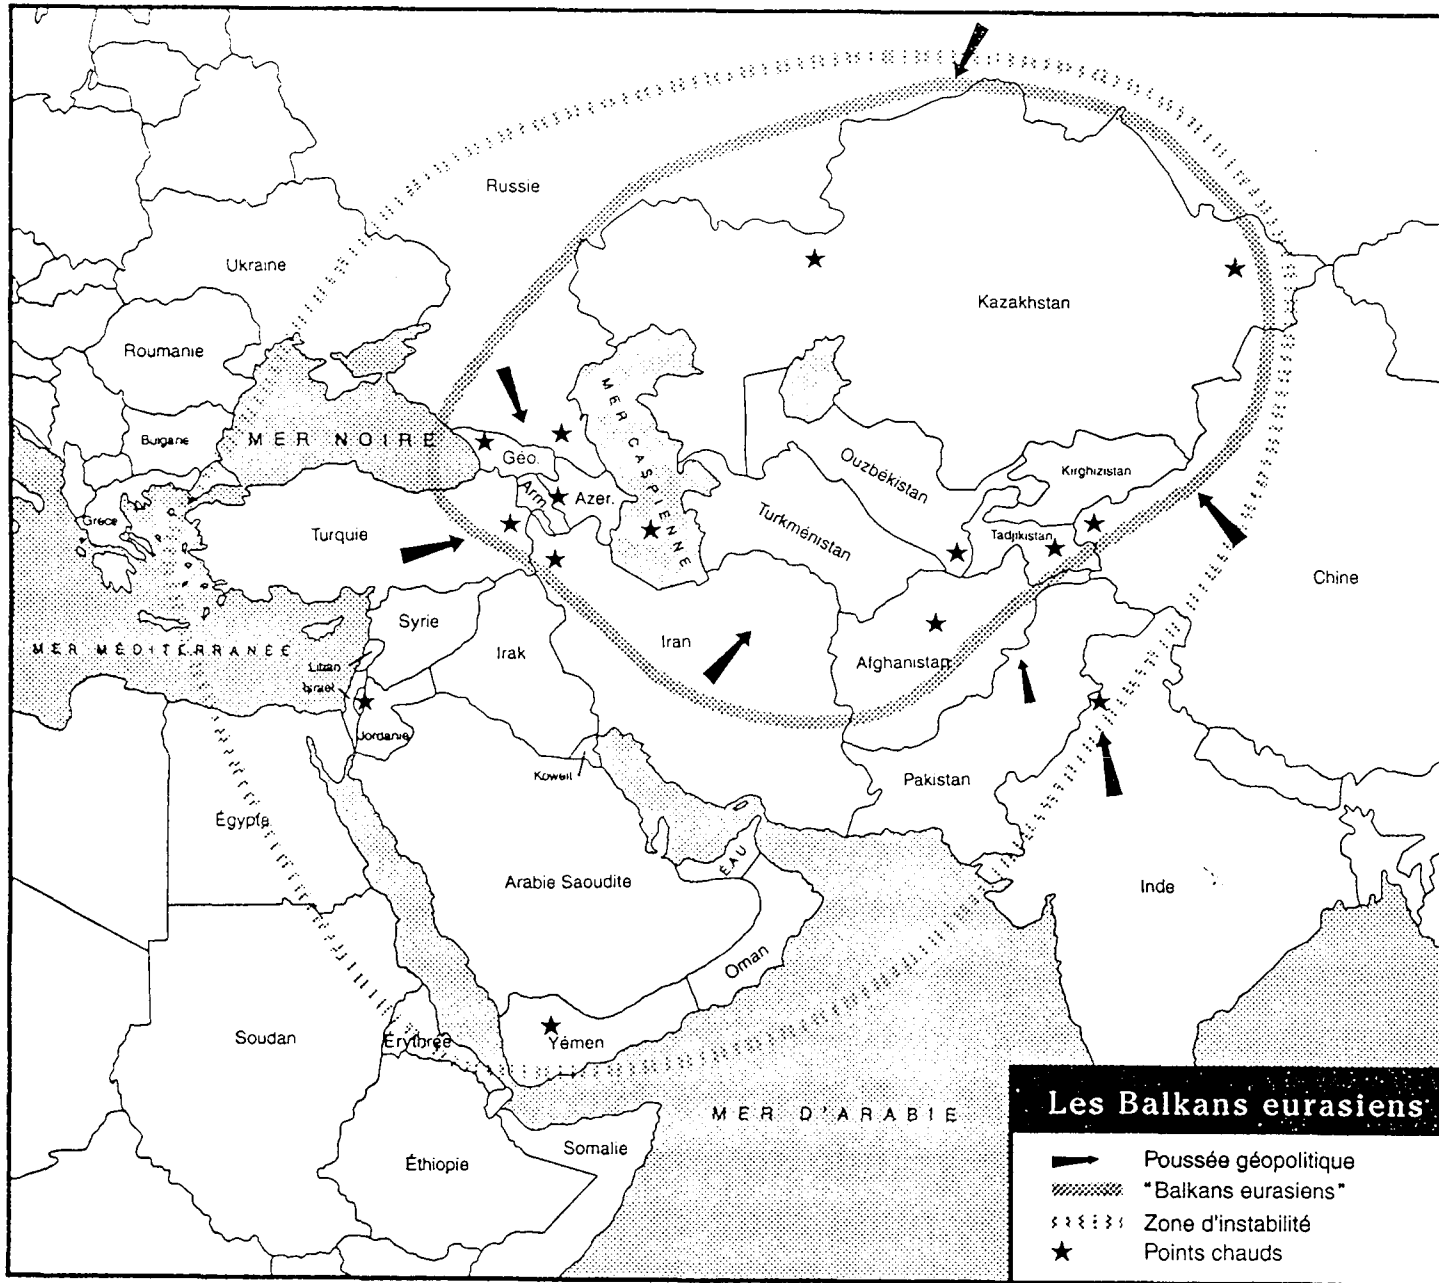 Russie
Ukraine
Kazakhstan
Roumanie
MER CASPIENNE
Bulgarie
MER NOIRE
Géo.
Ouzbékistan
Kirghizistan
Arm.
Azer.
Turkménistan
Grèce
Turquie
Tadjikistan
Chine
Syrie
Iran
Irak
MER MÉDITERRANÉE
Liban
Israël
Afghanistan
Jordanie
Koweït
Pakistan
Égypte
ÉAU
Arabie Saoudite
Inde
Oman
Soudan
Érythrée
Yémen
MER D'ARABIE
Somalie
Éthiopie
Les Balkans eurasiens
Poussée géopolitique
"Balkans eurasiens"
Zone d'instabilité
Points chauds